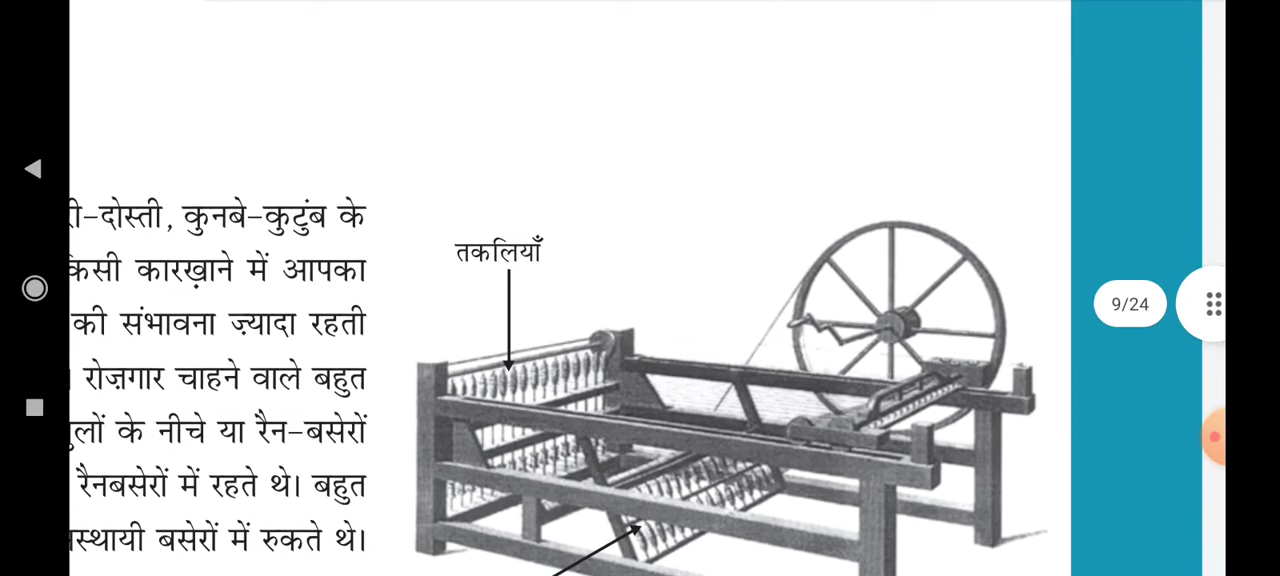 -दोस्ती, कुनबे-कुटुंब के
किसी कारख़ाने में आपका
की संभावना ज़्यादा रहती
रोज़गार चाहने वाले बहुत
के नीचे या रैन-बसेरों
रैनबसेरों में रहते थे। बहुत
बसेरों में रुकते थे।
तकलियाँ
9/24